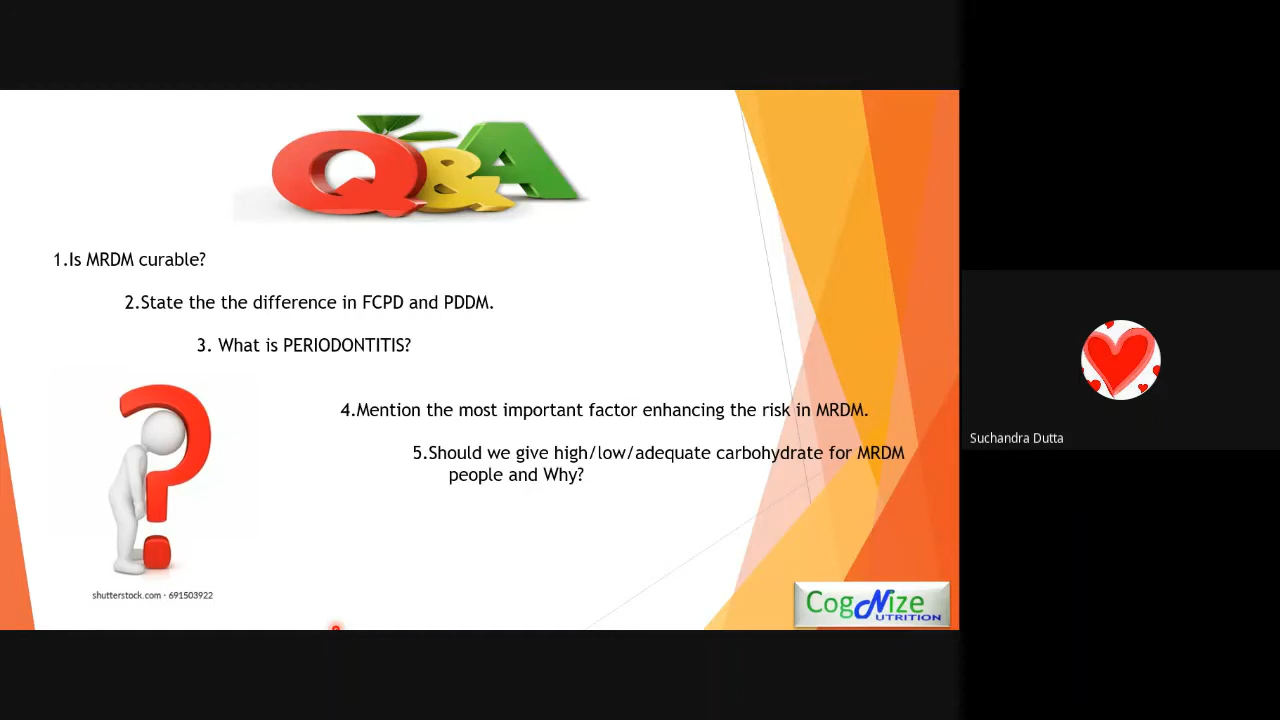 Q&A
1.Is MRDM curable?
2.State the the difference in FCPD and PDDM.
3. What is PERIODONTITIS?
4.Mention the most important factor enhancing the risk in MRDM.
5.Should we give high/low/adequate carbohydrate for MRDM
people and Why?
shutterstock.com · 691503922
CogNize
UTRITION
Suchandra Dutta